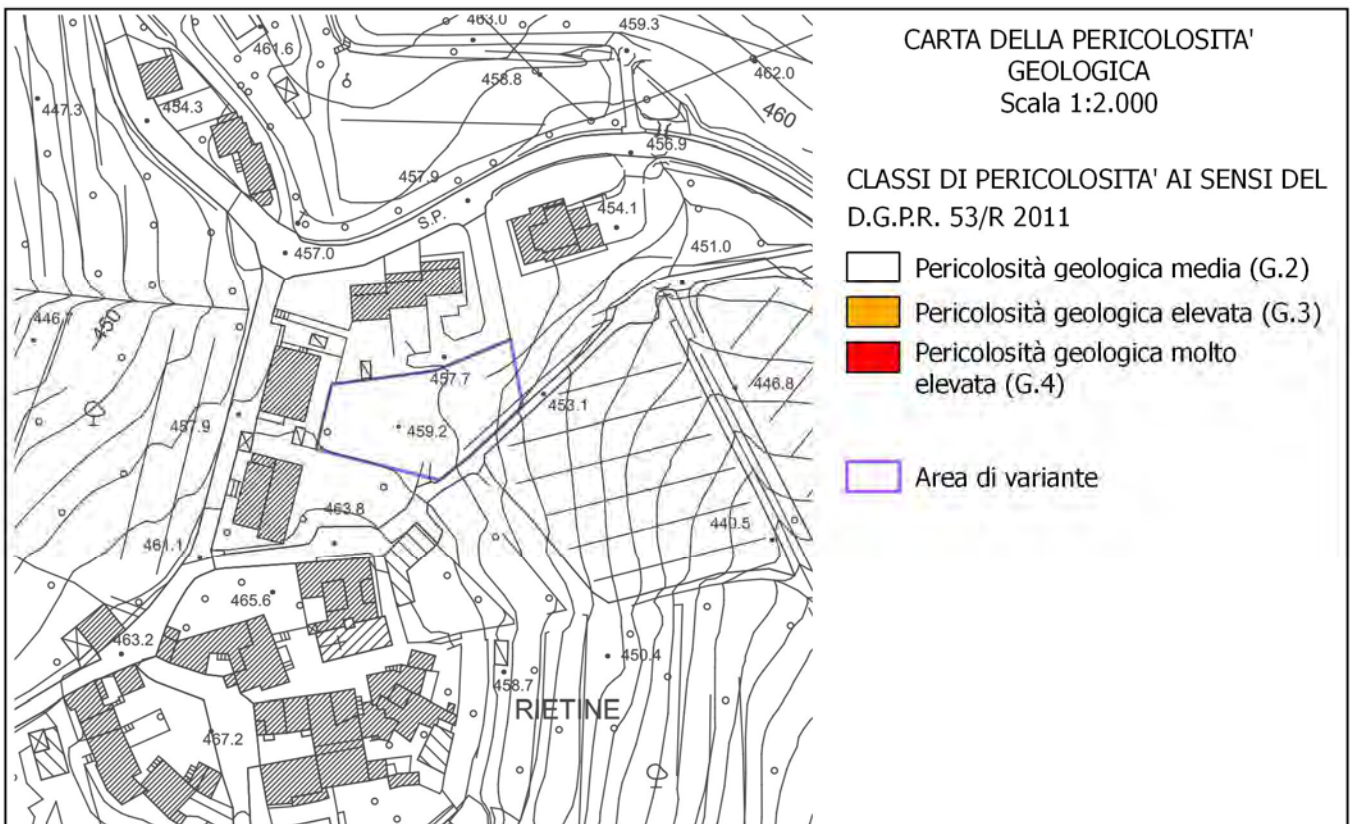 463.0
459.3
461.6
462.0
458.8
447.3
454.3
460
456.9
457.9
454.1
S.P.
451.0
457.0
446.7
450
457.7
446.8
453.1
457.9
459.2
463.8
449.5
461.1
465.6
463.2
450.4
458.7
RIETINE
467.2
CARTA DELLA PERICOLOSITA'
GEOLOGICA
Scala 1:2.000
CLASSI DI PERICOLOSITA' AI SENSI DEL
D.G.P.R. 53/R 2011
Pericolosità geologica media (G.2)
Pericolosità geologica elevata (G.3)
Pericolosità geologica molto
elevata (G.4)
Area di variante